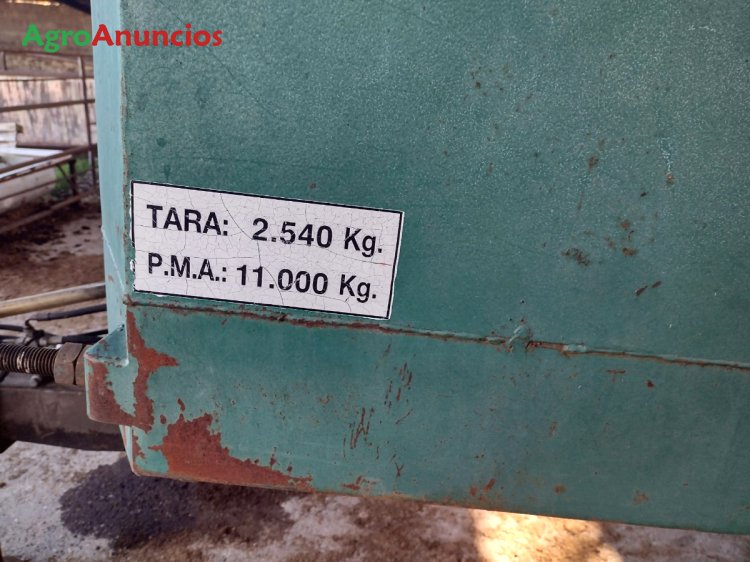 AgroAnuncios
TARA: 2.540 Kg.
P.M.A.: 11.000 Kg.